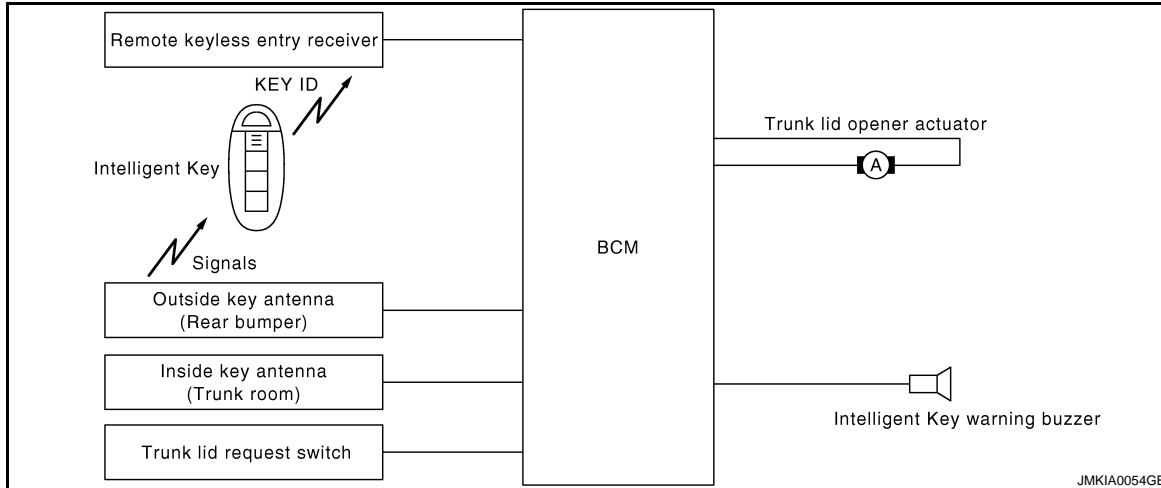 Remote keyless entry receiver
KEY ID
Intelligent Key
Signals
Outside key antenna
(Rear bumper)
Inside key antenna
(Trunk room)
Trunk lid request switch
BCM
Trunk lid opener actuator
A
Intelligent Key warning buzzer